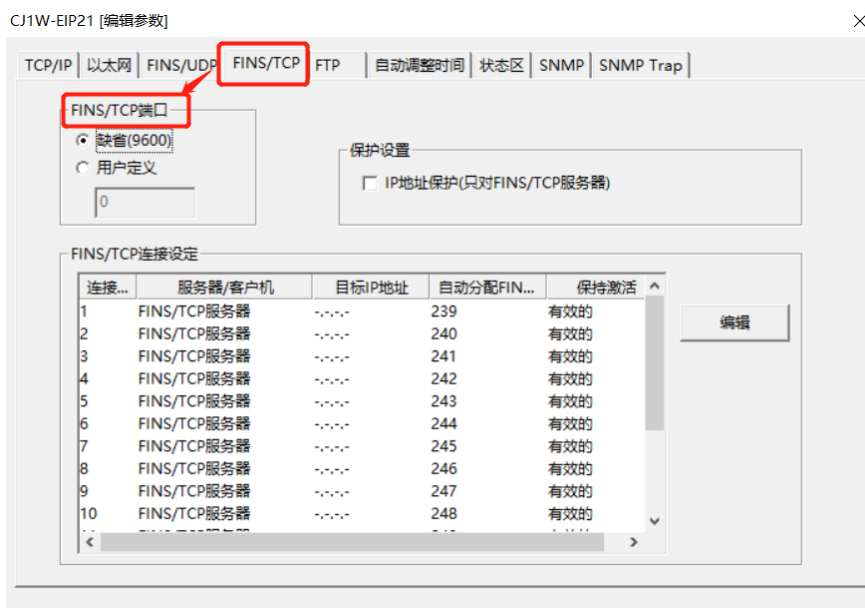 CJ1W-EIP21 [编辑参数]
TCP/IP 以太网 FINS/UDP FINS/TCP FTP 自动调整时间 状态区 SNMP SNMP Trap
FINS/TCP端口
缺省(9600)
用户定义
0
保护设置
IP地址保护(只对FINS/TCP服务器)
FINS/TCP连接设定
连接... 服务器/客户机 目标IP地址 自动分配FIN... 保持激活
1 FINS/TCP服务器 -.-.-.- 239 有效的
2 FINS/TCP服务器 -.-.-.- 240 有效的
3 FINS/TCP服务器 -.-.-.- 241 有效的
4 FINS/TCP服务器 -.-.-.- 242 有效的
5 FINS/TCP服务器 -.-.-.- 243 有效的
6 FINS/TCP服务器 -.-.-.- 244 有效的
7 FINS/TCP服务器 -.-.-.- 245 有效的
8 FINS/TCP服务器 -.-.-.- 246 有效的
9 FINS/TCP服务器 -.-.-.- 247 有效的
10 FINS/TCP服务器 -.-.-.- 248 有效的
编辑